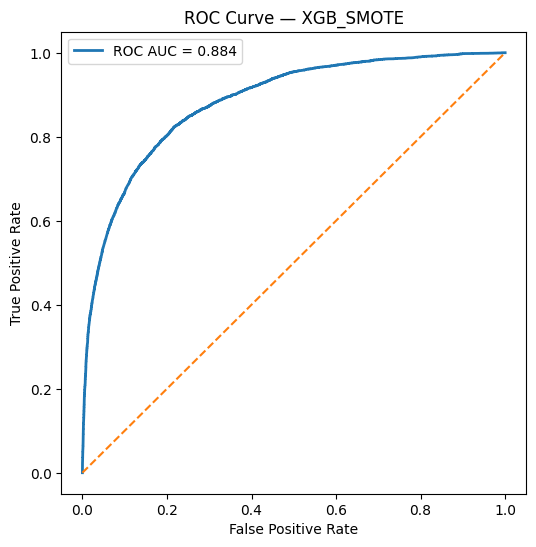 ROC Curve — XGB_SMOTE
ROC AUC = 0.884
True Positive Rate
1.0
0.8
0.6
0.4
0.2
0.0
0.0 0.2 0.4 0.6 0.8 1.0
False Positive Rate